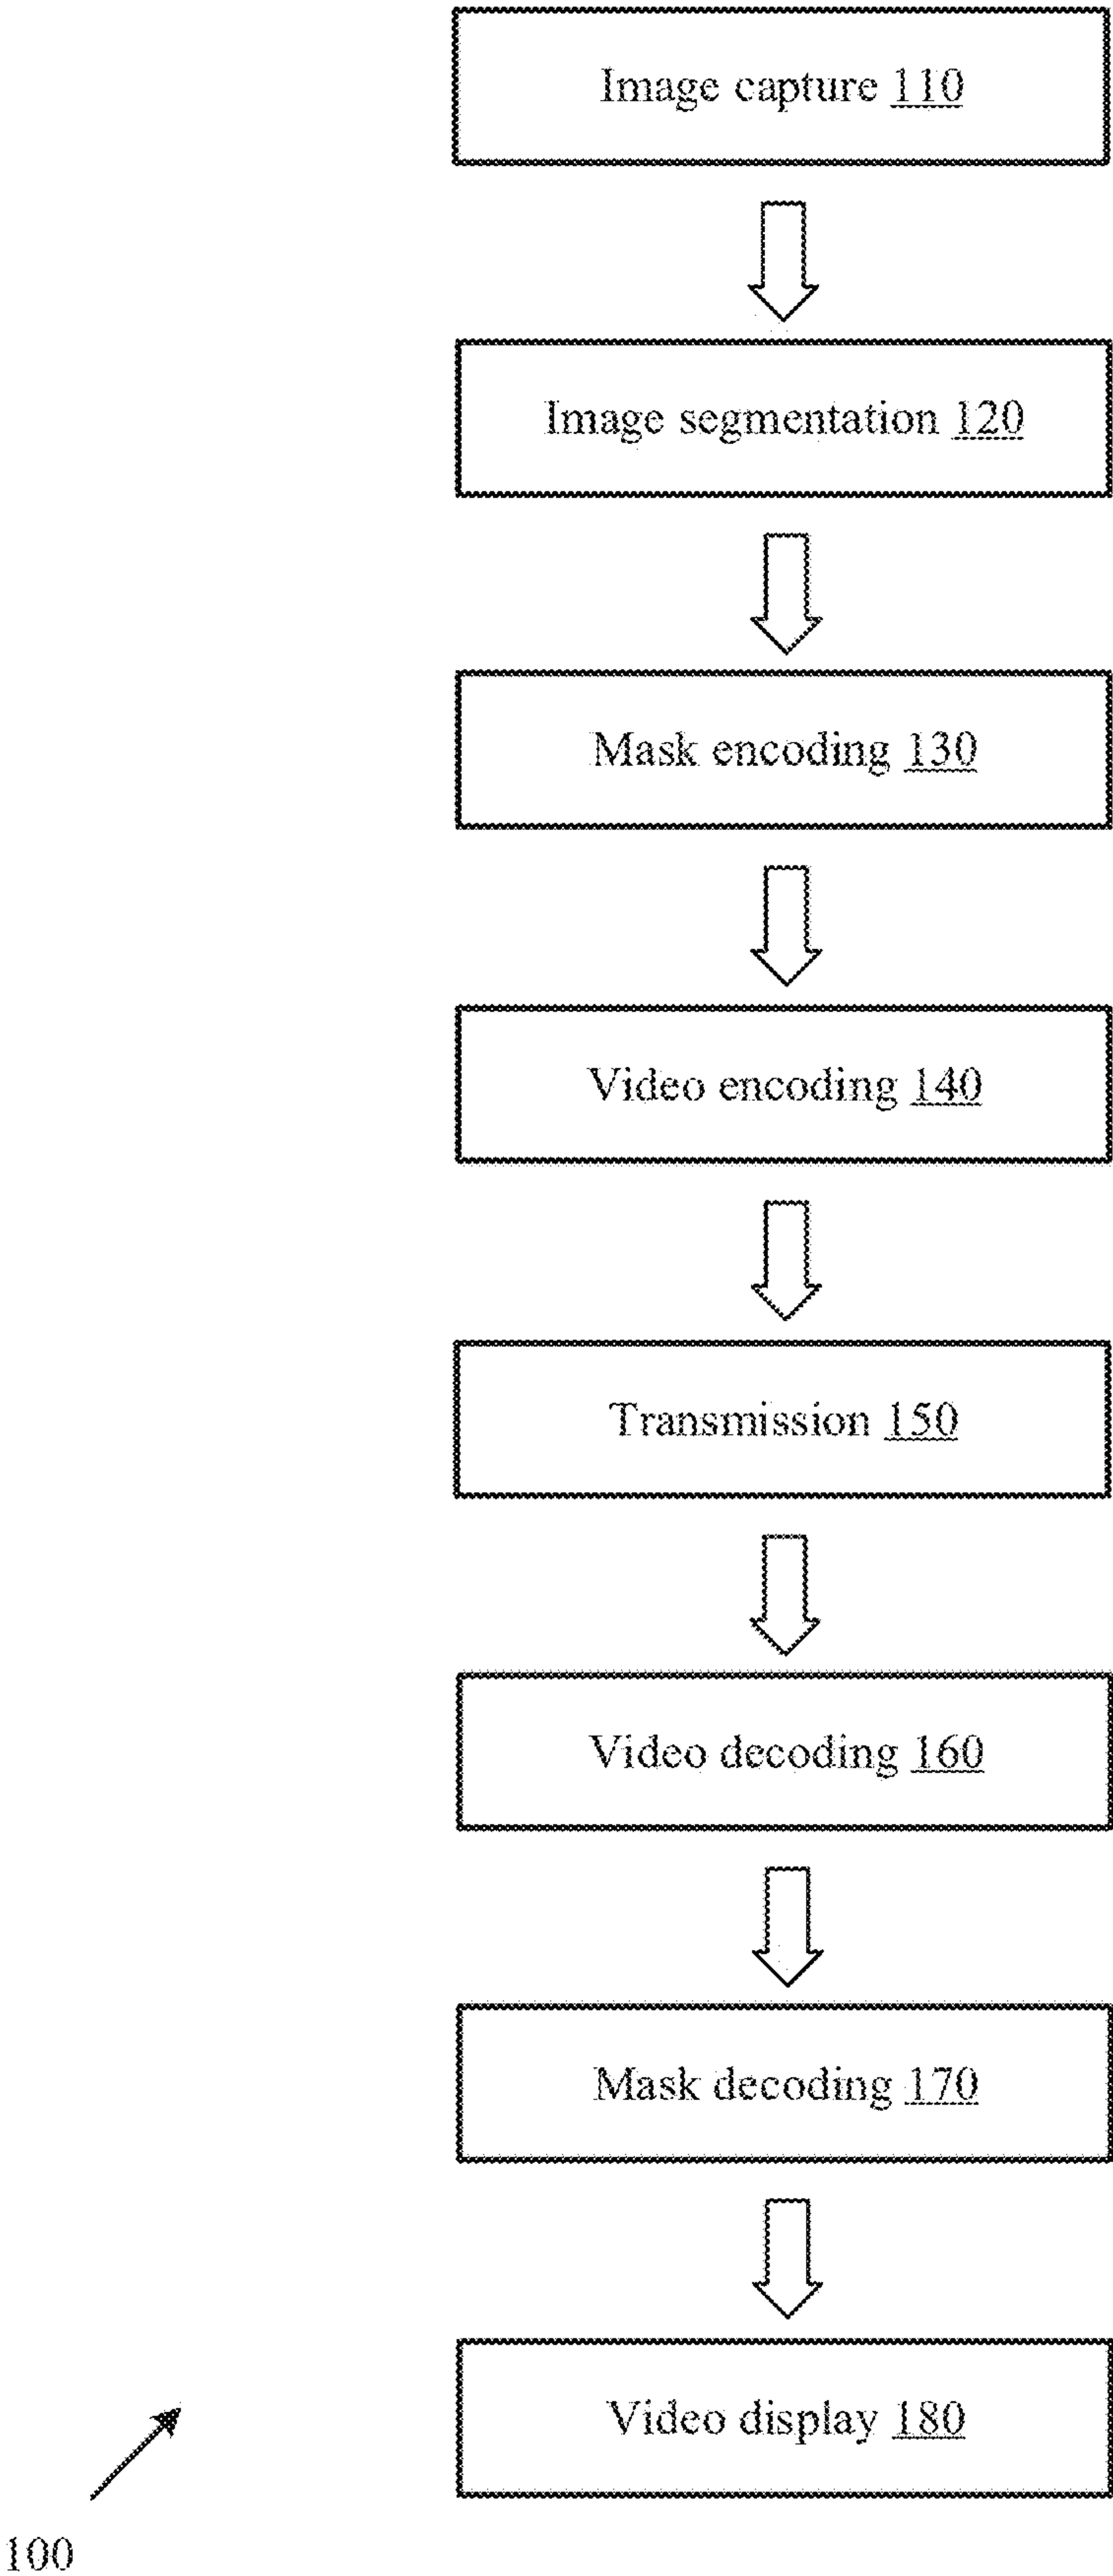 Image capture 110
Image segmentation 120
Mask encoding 130
Video encoding 140
Transmission 150
Video decoding 160
Mask decoding 170
Video display 180
100